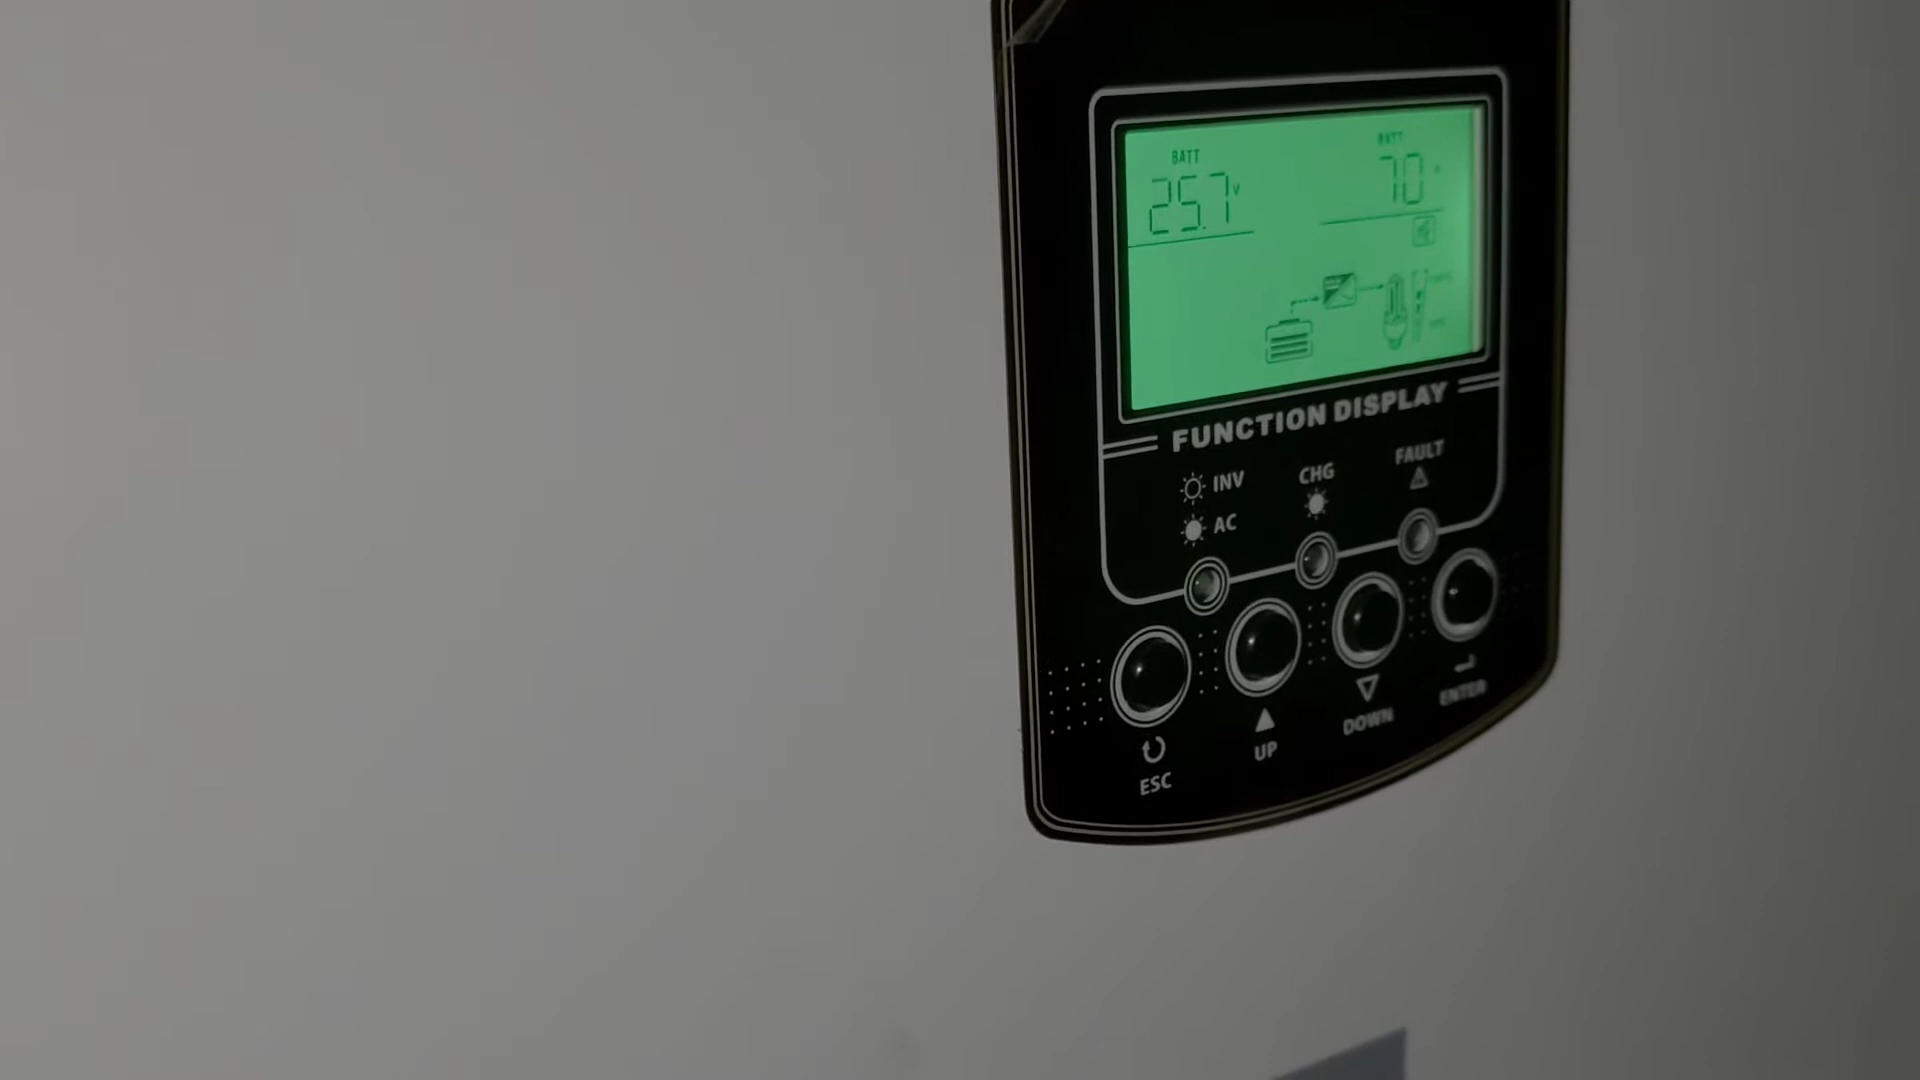 BATT BATT
25.7 V 70
FUNCTION DISPLAY
INV CHG FAULT
AC
ESC UP DOWN ENTER